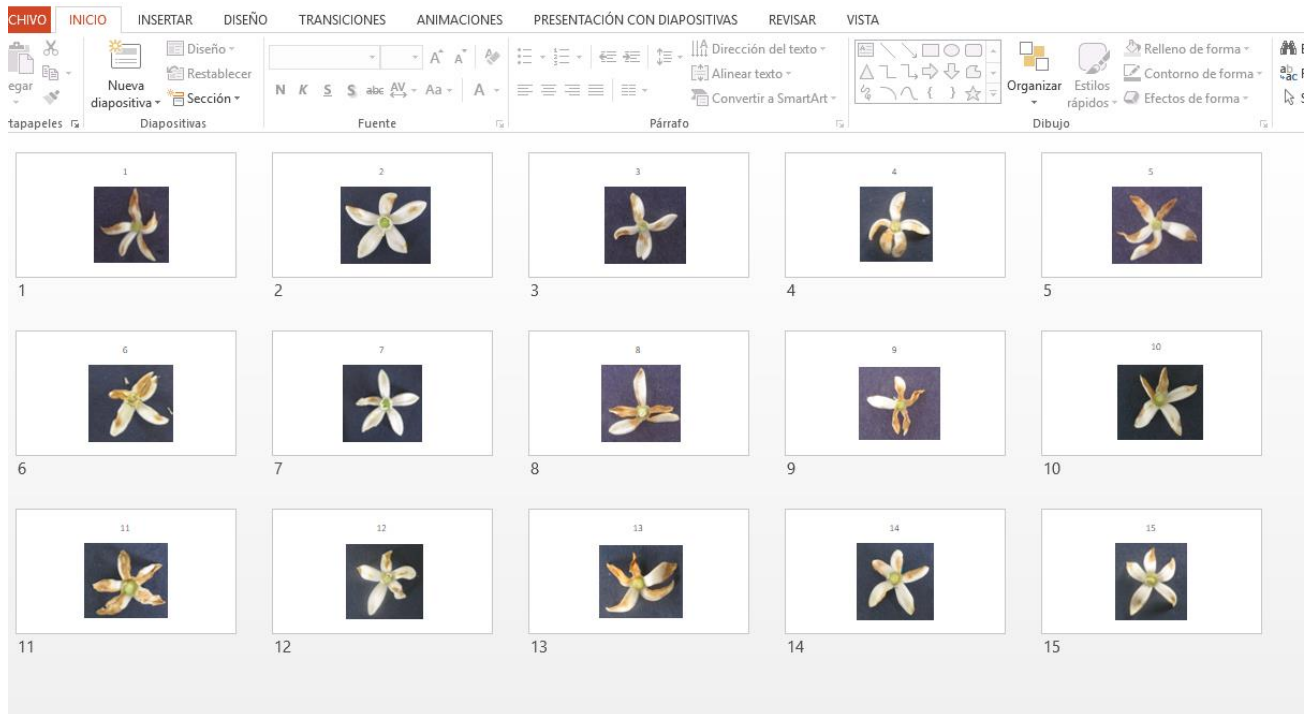 CHIVO INICIO INSERTAR DISEÑO TRANSICIONES ANIMACIONES PRESENTACIÓN CON DIAPOSITIVAS REVISAR VISTA
Diseño Dirección del texto Relleno de forma
Restablecer Alinear texto Contorno de forma
egar Nueva diapositiva Sección N K S S abc AV Aa A Convertir a SmartArt Organizar Estilos rápidos Efectos de forma
tapapeles Diapositivas Fuente Párrafo Dibujo
1 2 3 4 5
1 2 3 4 5
6 7 8 9 10
6 7 8 9 10
11 12 13 14 15
11 12 13 14 15